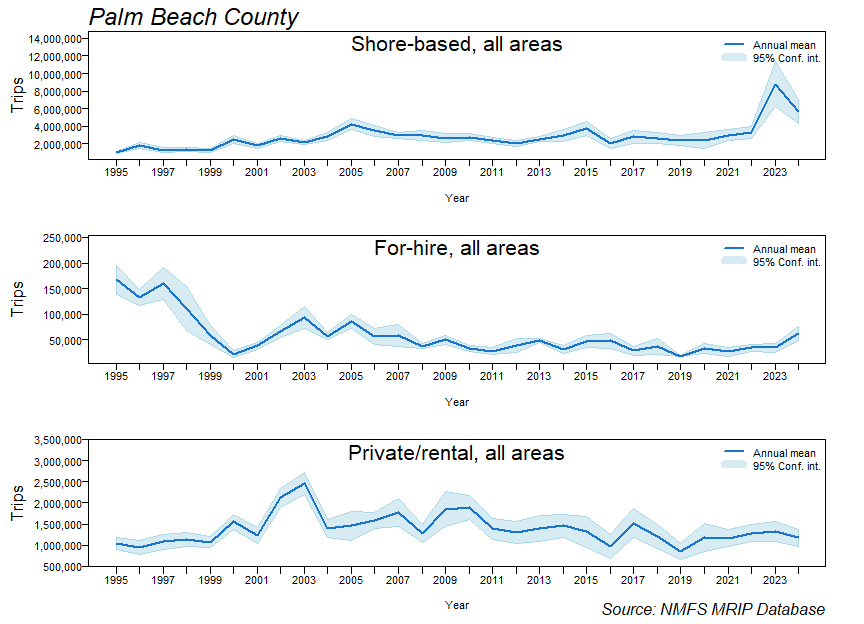 Palm Beach County
Shore-based, all areas
Annual mean
95% Conf. int.
Trips
14,000,000
12,000,000
10,000,000
8,000,000
6,000,000
4,000,000
2,000,000
1995 1997 1999 2001 2003 2005 2007 2009 2011 2013 2015 2017 2019 2021 2023
Year
For-hire, all areas
Annual mean
95% Conf. int.
Trips
250,000
200,000
150,000
100,000
50,000
1995 1997 1999 2001 2003 2005 2007 2009 2011 2013 2015 2017 2019 2021 2023
Year
Private/rental, all areas
Annual mean
95% Conf. int.
Trips
3,500,000
3,000,000
2,500,000
2,000,000
1,500,000
1,000,000
500,000
1995 1997 1999 2001 2003 2005 2007 2009 2011 2013 2015 2017 2019 2021 2023
Year
Source: NMFS MRIP Database